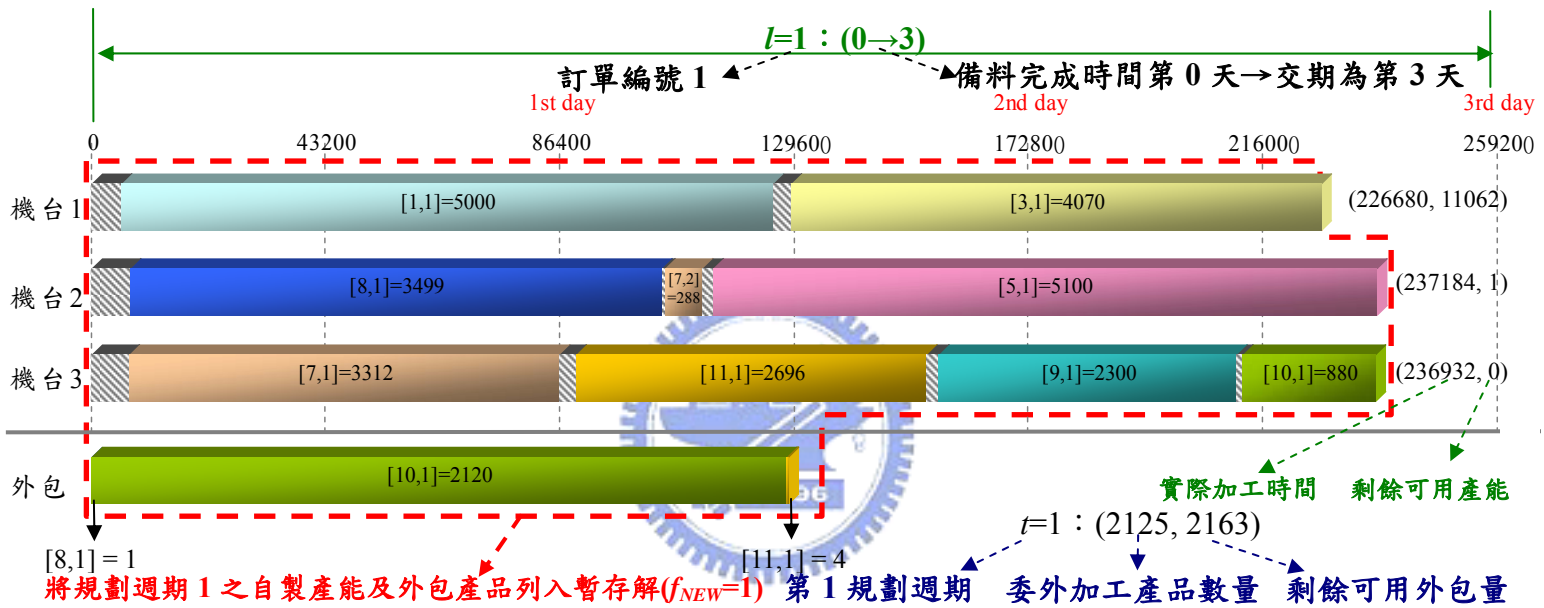 l=1：(0→3)
訂單編號 1
備料完成時間第 0 天→交期為第 3 天
1st day
2nd day
3rd day
0
43200
86400
129600
172800
216000
259200
機台1
[1,1]=5000
[3,1]=4070
(226680, 11062)
機台2
[8,1]=3499
[7,2]
=288
[5,1]=5100
(237184, 1)
機台3
[7,1]=3312
[11,1]=2696
[9,1]=2300
[10,1]=880
(236932, 0)
外包
[10,1]=2120
96
實際加工時間
剩餘可用產能
[8,1] = 1
[11,1] = 4
t=1：(2125, 2163)
將規劃週期 1 之自製產能及外包產品列入暫存解(fNEW=1)
第 1 規劃週期
委外加工產品數量
剩餘可用外包量